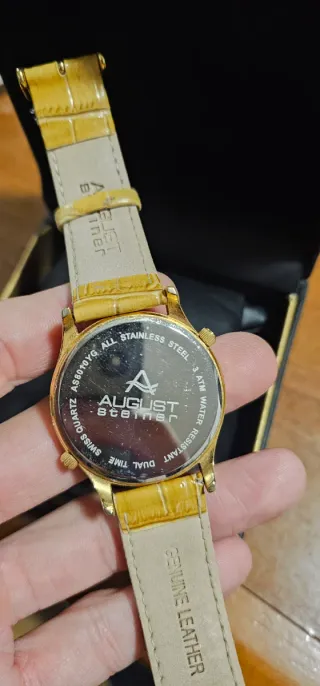 AUGUST
steiner
AUGUST
steiner
SWISS QUARTZ AS8010YG ALL STAINLESS STEEL 3 ATM WATER RESISTANT
DUAL TIME
GENUINE LEATHER